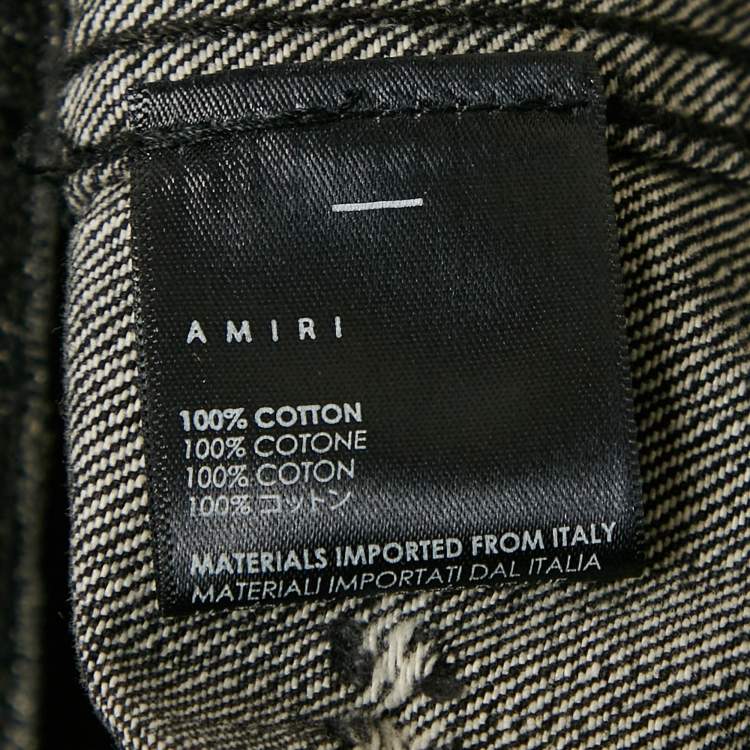 AMIRI
100% COTTON
100% COTONE
100% COTON
100% コットン
MATERIALS IMPORTED FROM ITALY
MATERIALI IMPORTATI DAL ITALIA